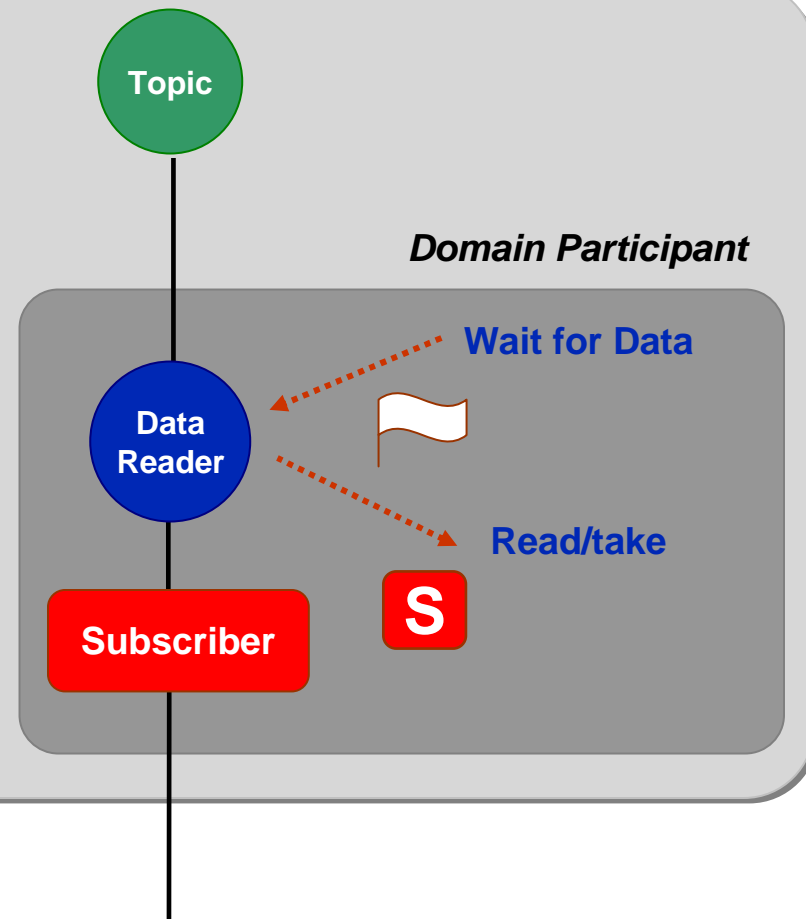 Topic
Domain Participant
Wait for Data
Data
Reader
Read/take
S
Subscriber